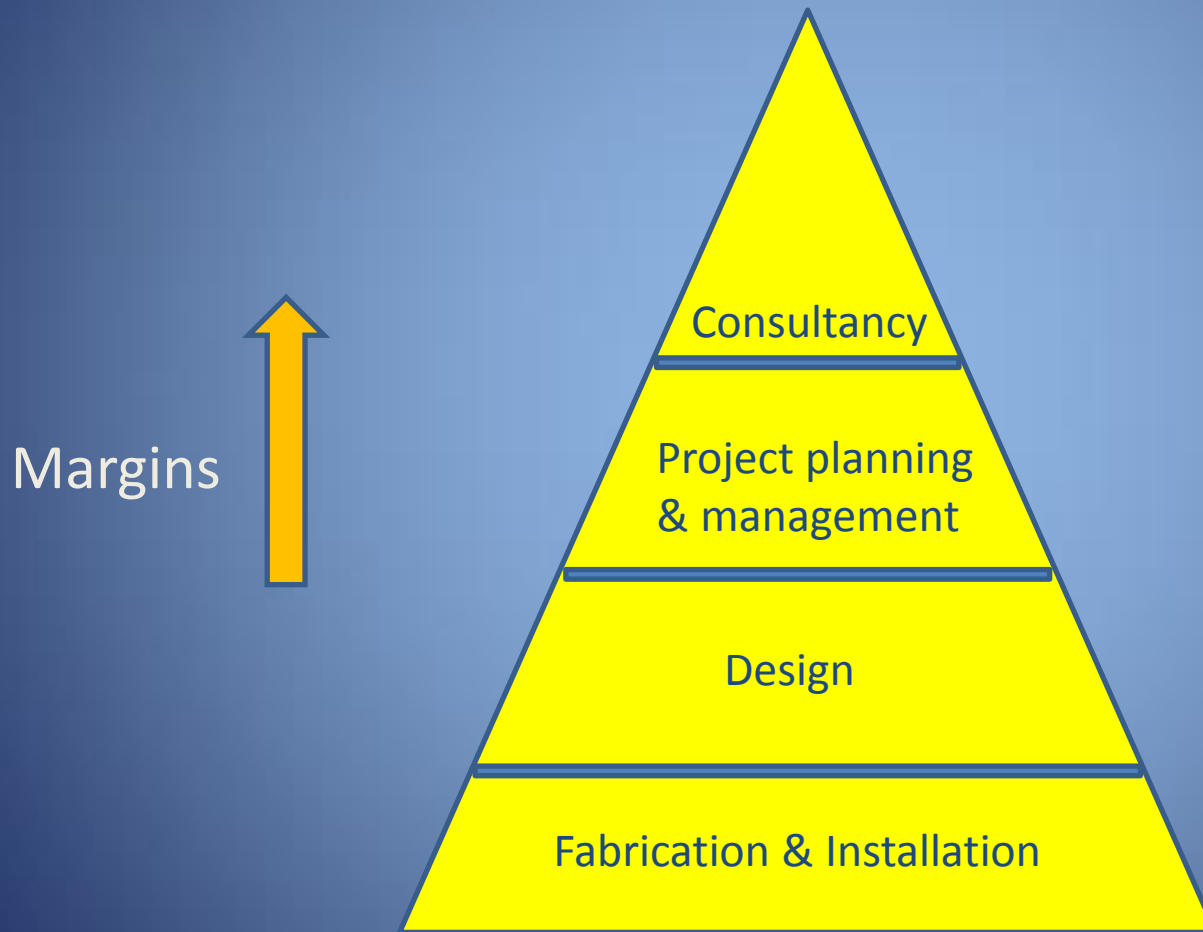 Consultancy
Margins
Project planning
& management
Design
Fabrication & Installation